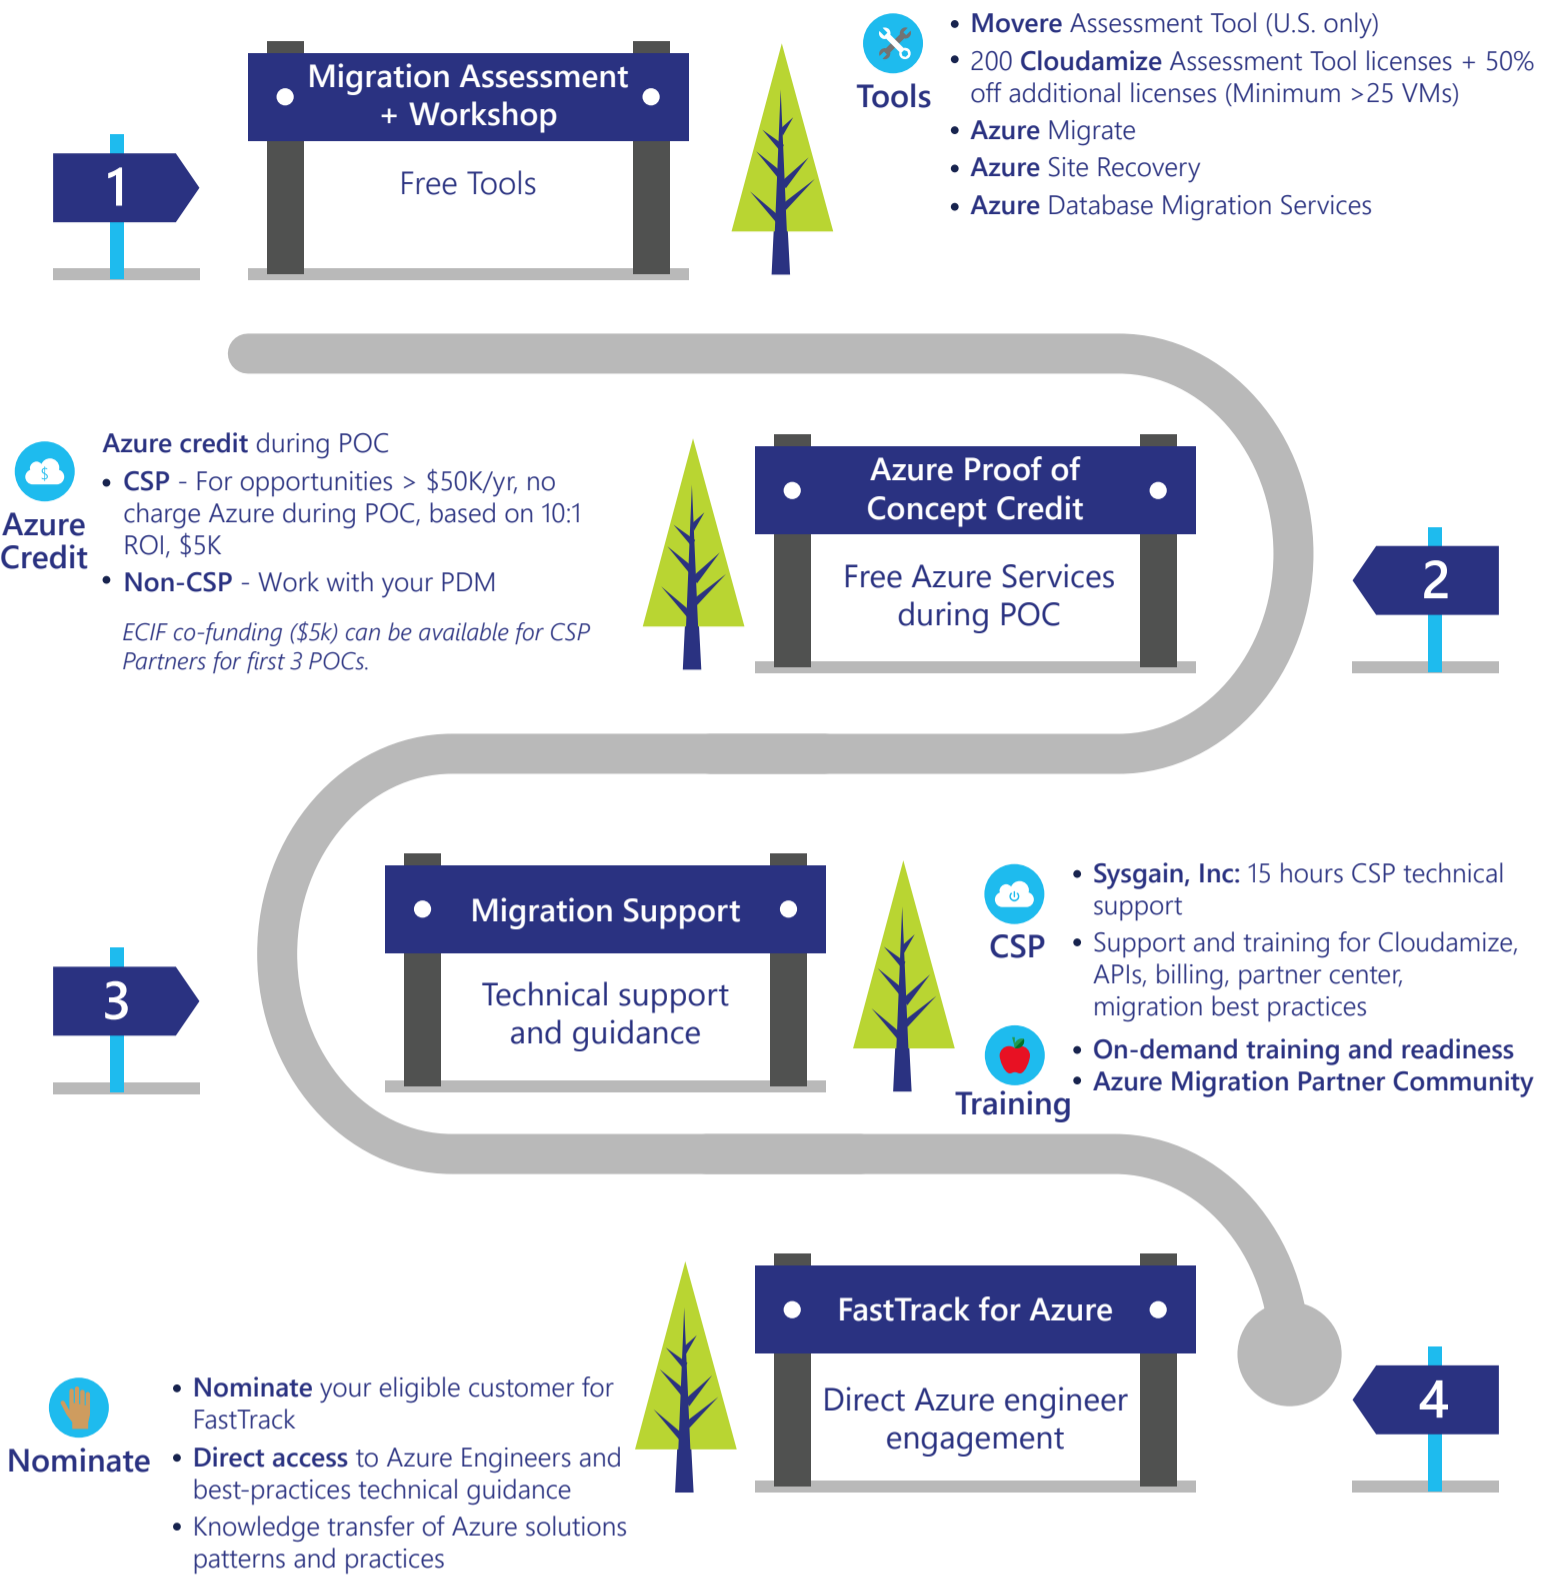 1
Migration Assessment
+ Workshop
Free Tools
Tools
• Movere Assessment Tool (U.S. only)
• 200 Cloudamize Assessment Tool licenses + 50%
off additional licenses (Minimum >25 VMs)
• Azure Migrate
• Azure Site Recovery
• Azure Database Migration Services
$
Azure
Credit
Azure credit during POC
• CSP - For opportunities > $50K/yr, no
charge Azure during POC, based on 10:1
ROI, $5K
• Non-CSP - Work with your PDM
ECIF co-funding ($5k) can be available for CSP
Partners for first 3 POCs.
Azure Proof of
Concept Credit
Free Azure Services
during POC
2
3
Migration Support
Technical support
and guidance
CSP
• Sysgain, Inc: 15 hours CSP technical
support
• Support and training for Cloudamize,
APIs, billing, partner center,
migration best practices
Training
• On-demand training and readiness
• Azure Migration Partner Community
Nominate
• Nominate your eligible customer for
FastTrack
• Direct access to Azure Engineers and
best-practices technical guidance
• Knowledge transfer of Azure solutions
patterns and practices
FastTrack for Azure
Direct Azure engineer
engagement
4